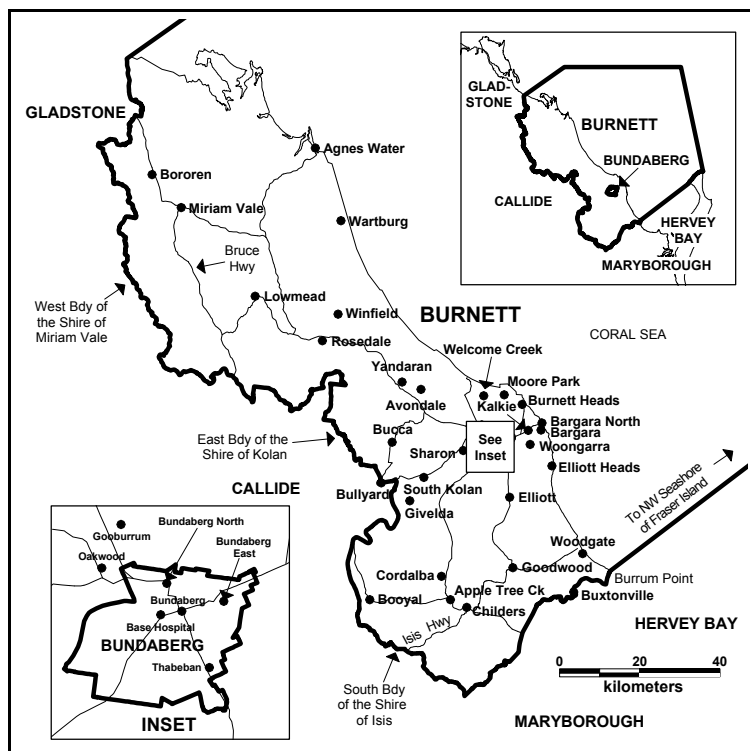 GLADSTONE
Agnes Water
Bororen
Miriam Vale
Wartburg
Bruce
Hwy
Lowmead
West Bdy of
the Shire of
Miriam Vale
Winfield
BURNETT
Rosedale
CORAL SEA
Welcome Creek
Yandaran
Moore Park
Burnett Heads
Avondale
Kalkie
Bargara North
Bargara
Bucca
East Bdy of the
Shire of Kolan
Sharon
See
Inset
Woongarra
Elliott Heads
CALLIDE
Bullyard
South Kolan
Givelda
Elliott
To NW Seashore
of Fraser Island
Woodgate
Goodwood
Cordalba
Burrum Point
Booyal
Apple Tree Ck
Childers
Buxtonville
Isis Hwy
HERVEY BAY
South Bdy
of the Shire
of Isis
MARYBOROUGH
0 20 40
kilometers
GLAD-
STONE
BURNETT
BUNDABERG
CALLIDE
HERVEY
BAY
MARYBOROUGH
Bundaberg North
Gooburrum
Bundaberg
East
Oakwood
Bundaberg
Base Hospital
BUNDABERG
Thabeban
INSET